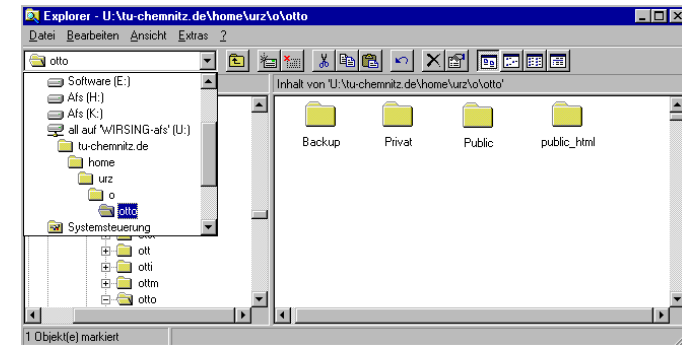 Explorer - U:\tu-chemnitz.de\home\urz\o\otto
Datei Bearbeiten Ansicht Extras ?
otto
Software (E:)
Afs (H:)
Afs (K:)
all auf 'WIRSING-afs' (U:)
tu-chemnitz.de
home
urz
o
otto
Systemsteuerung
ott
otti
ottm
otto
Inhalt von 'U:\tu-chemnitz.de\home\urz\o\otto'
Backup Privat Public public_html
1 Objekt(e) markiert